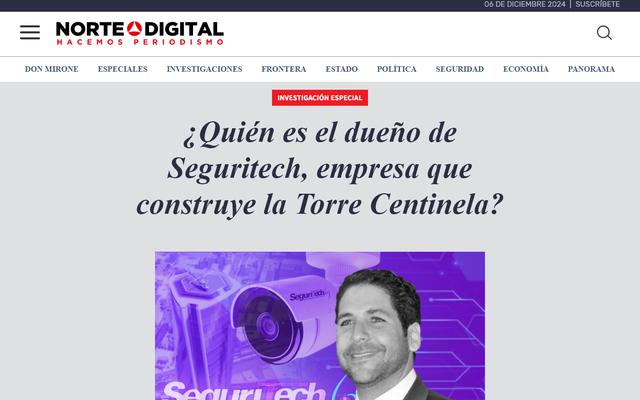 06 DE DICIEMBRE 2024 | SUSCRÍBETE
NORTE DIGITAL
HACEMOS PERIODISMO
DON MIRONE ESPECIALES INVESTIGACIONES FRONTERA ESTADO POLÍTICA SEGURIDAD ECONOMÍA PANORAMA
INVESTIGACIÓN ESPECIAL
¿Quién es el dueño de
Seguritech, empresa que
construye la Torre Centinela?
Seguritech
Seguritech